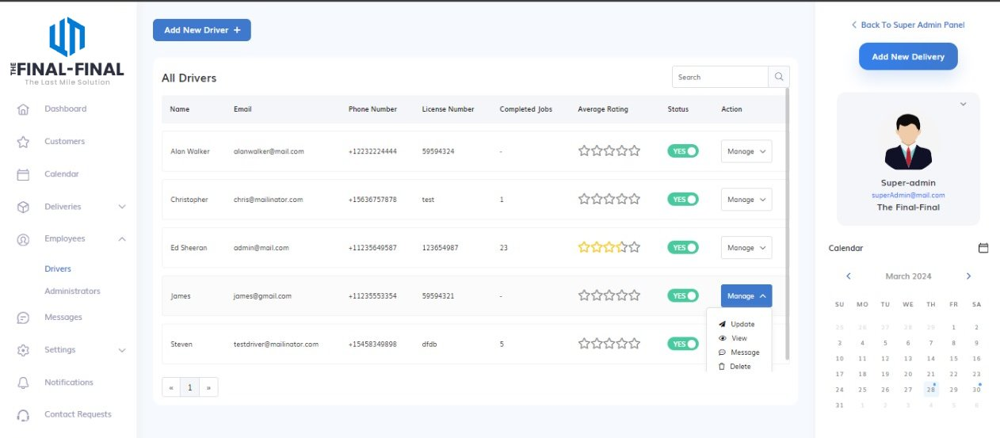 THE FINAL-FINAL
The Last Mile Solution
Dashboard
Customers
Calendar
Deliveries
Employees
Drivers
Administrators
Messages
Settings
Notifications
Contact Requests
Add New Driver +
All Drivers
Search
Name Email Phone Number License Number Completed Jobs Average Rating Status Action
Alan Walker alanwalker@mail.com +12232224444 59594324 - YES Manage
Christopher chris@mailinator.com +15636757878 test 1 YES Manage
Ed Sheeran admin@mail.com +11235649587 123654987 23 YES Manage
James james@gmail.com +11235553354 59594321 - YES Manage
Steven testdriver@mailinator.com +15458349898 dfdb 5 YES
Update
View
Message
Delete
« 1 »
Back To Super Admin Panel
Add New Delivery
Super-admin
superAdmin@mail.com
The Final-Final
Calendar
March 2024
SU MO TU WE TH FR SA
25 26 27 28 29 1 2
3 4 5 6 7 8 9
10 11 12 13 14 15 16
17 18 19 20 21 22 23
24 25 26 27 28 29 30
31 1 2 3 4 5 6